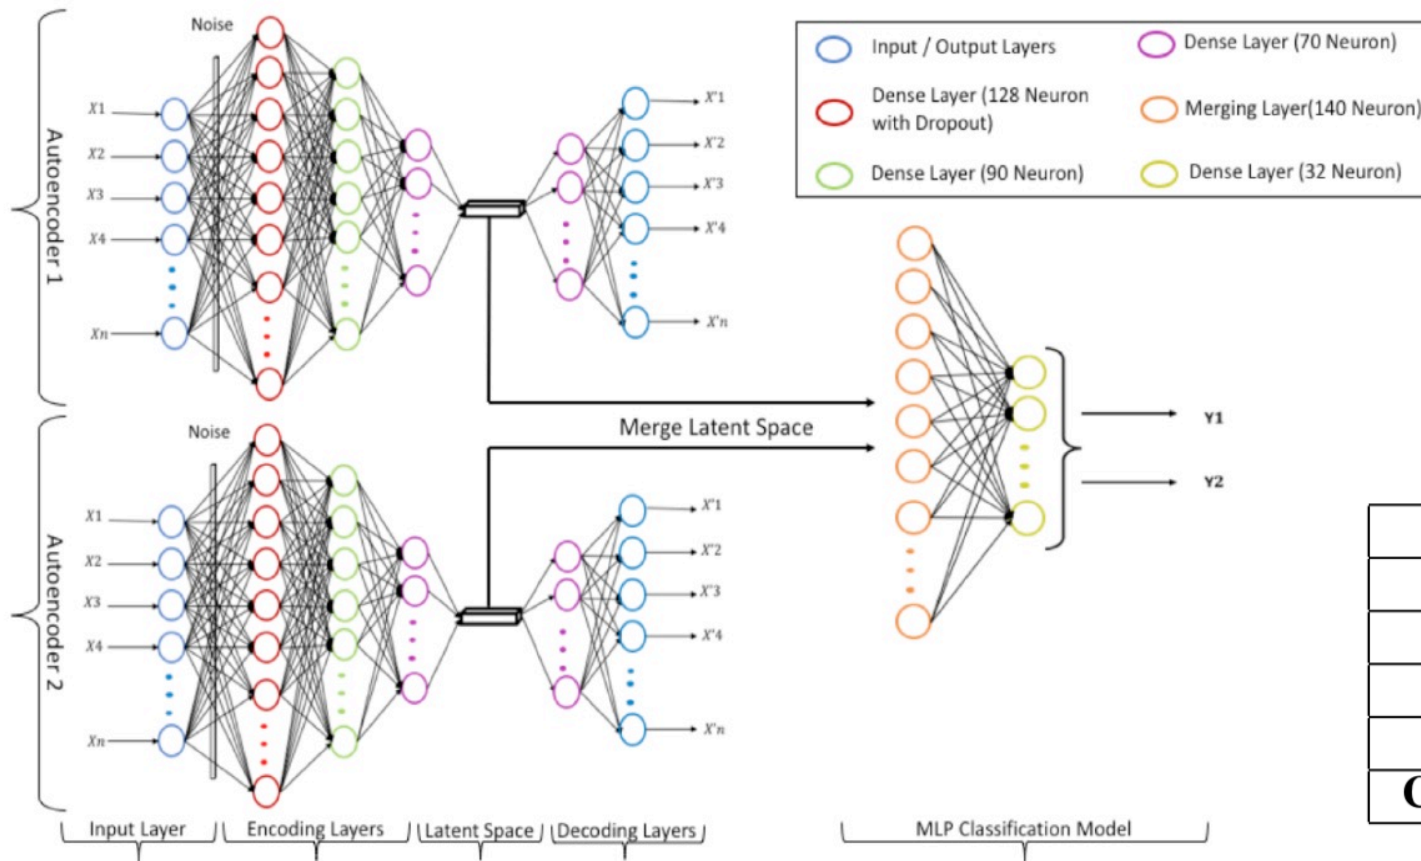 Noise
X1
X2
X3
X4
Xn
Autoencoder 1
X'1
X'2
X'3
X'4
X'n
Input / Output Layers
Dense Layer (128 Neuron
with Dropout)
Dense Layer (90 Neuron)
Dense Layer (70 Neuron)
Merging Layer(140 Neuron)
Dense Layer (32 Neuron)
Merge Latent Space
Y1
Y2
Noise
X1
X2
X3
X4
Xn
Autoencoder 2
X'1
X'2
X'3
X'4
X'n
Input Layer
Encoding Layers
Latent Space
Decoding Layers
MLP Classification Model